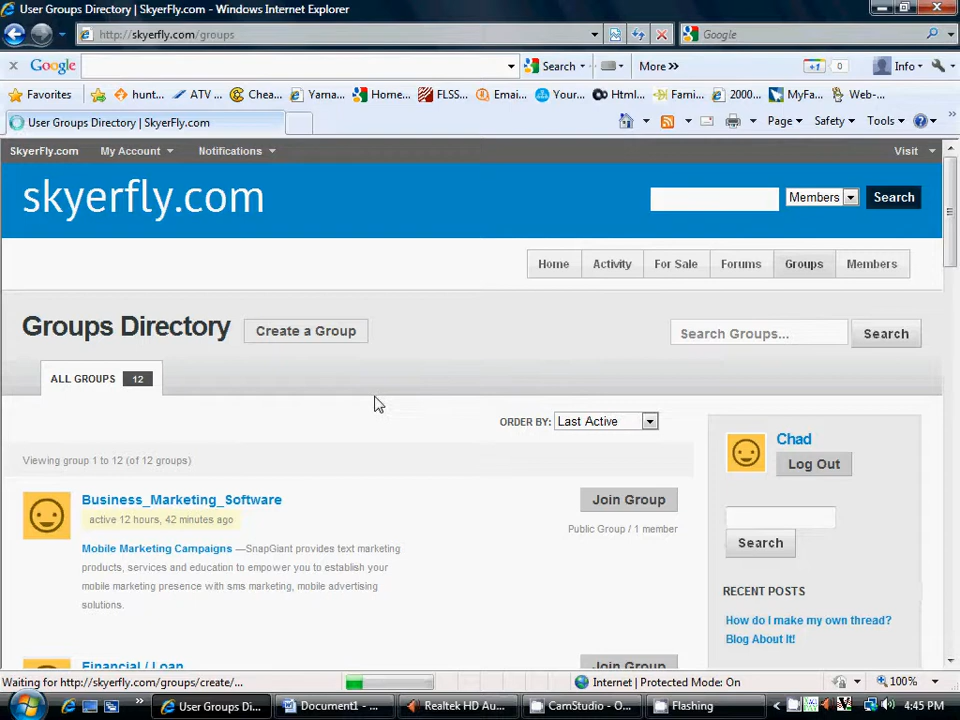 User Groups Directory | SkyerFly.com - Windows Internet Explorer
http://skyerfly.com/groups
Google
Google
Search
More »
+1
0
Info
Favorites
hunt...
ATV ...
Chea...
Yama...
Home...
FLSS...
Emai...
Your...
Html...
Fami...
2000...
MyFa...
Web-...
User Groups Directory | SkyerFly.com
Page
Safety
Tools
SkyerFly.com
My Account
Notifications
Visit
skyerfly.com
Members
Search
Home
Activity
For Sale
Forums
Groups
Members
Groups Directory
Create a Group
Search Groups...
Search
ALL GROUPS 12
ORDER BY: Last Active
Chad
Log Out
Viewing group 1 to 12 (of 12 groups)
Business_Marketing_Software
Join Group
active 12 hours, 42 minutes ago
Public Group / 1 member
Mobile Marketing Campaigns —SnapGiant provides text marketing
products, services and education to empower you to establish your
mobile marketing presence with sms marketing, mobile advertising
solutions.
Search
RECENT POSTS
How do I make my own thread?
Blog About It!
Financial / Loan
Join Group
Waiting for http://skyerfly.com/groups/create/...
Internet | Protected Mode: On
100%
User Groups Di...
Document1 - ...
Realtek HD Au...
CamStudio - O...
Flashing
4:45 PM